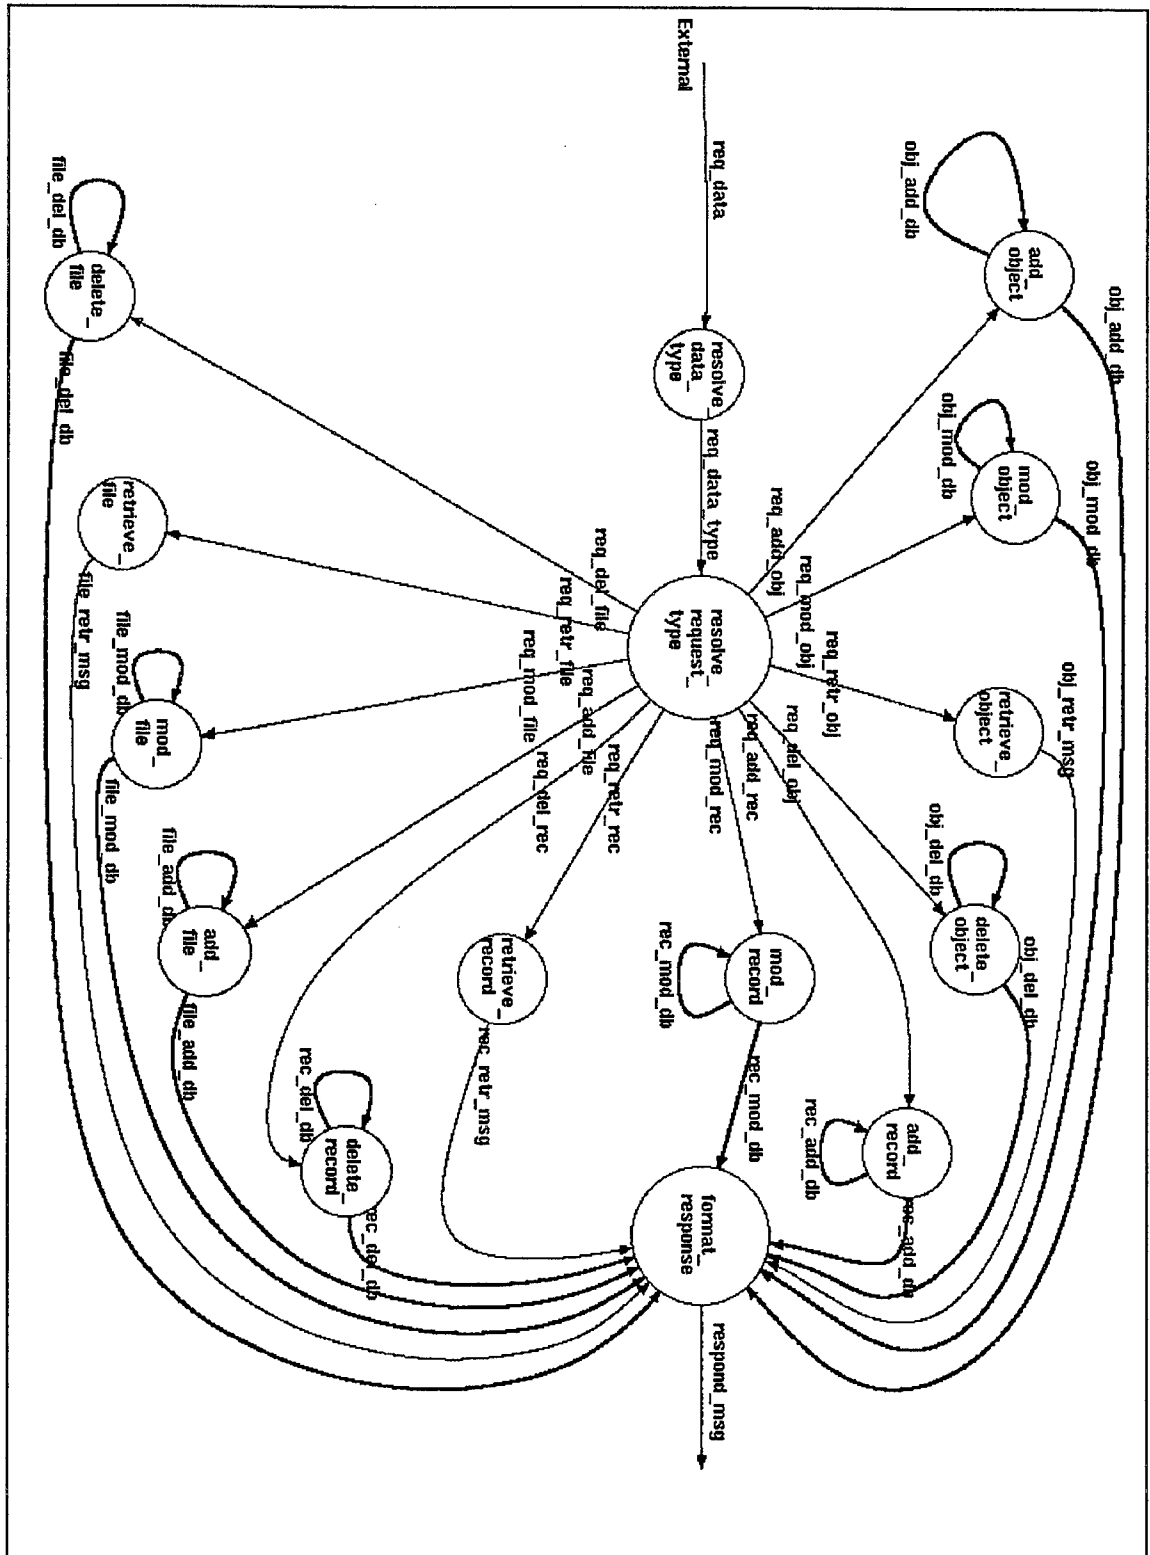 External
req_data
resolve_
data_
type
req_data_type
resolve_
request_
type
obj_add_db
add_
object
obj_add_db
obj_mod_db
mod_
object
obj_mod_db
req_add_obj
req_mod_obj
req_retr_obj
retrieve_
object
obj_retr_msg
req_del_obj
obj_del_db
delete_
object
obj_del_db
req_add_rec
rec_add_db
add_
record
rec_add_db
req_mod_rec
rec_mod_db
mod_
record
rec_mod_db
req_retr_rec
retrieve_
record
rec_retr_msg
req_del_rec
rec_del_db
delete_
record
rec_del_db
req_add_file
file_add_db
add_
file
file_add_db
req_mod_file
file_mod_db
mod_
file
file_mod_db
req_retr_file
retrieve_
file
file_retr_msg
req_del_file
file_del_db
delete_
file
file_del_db
format_
response
respond_msg